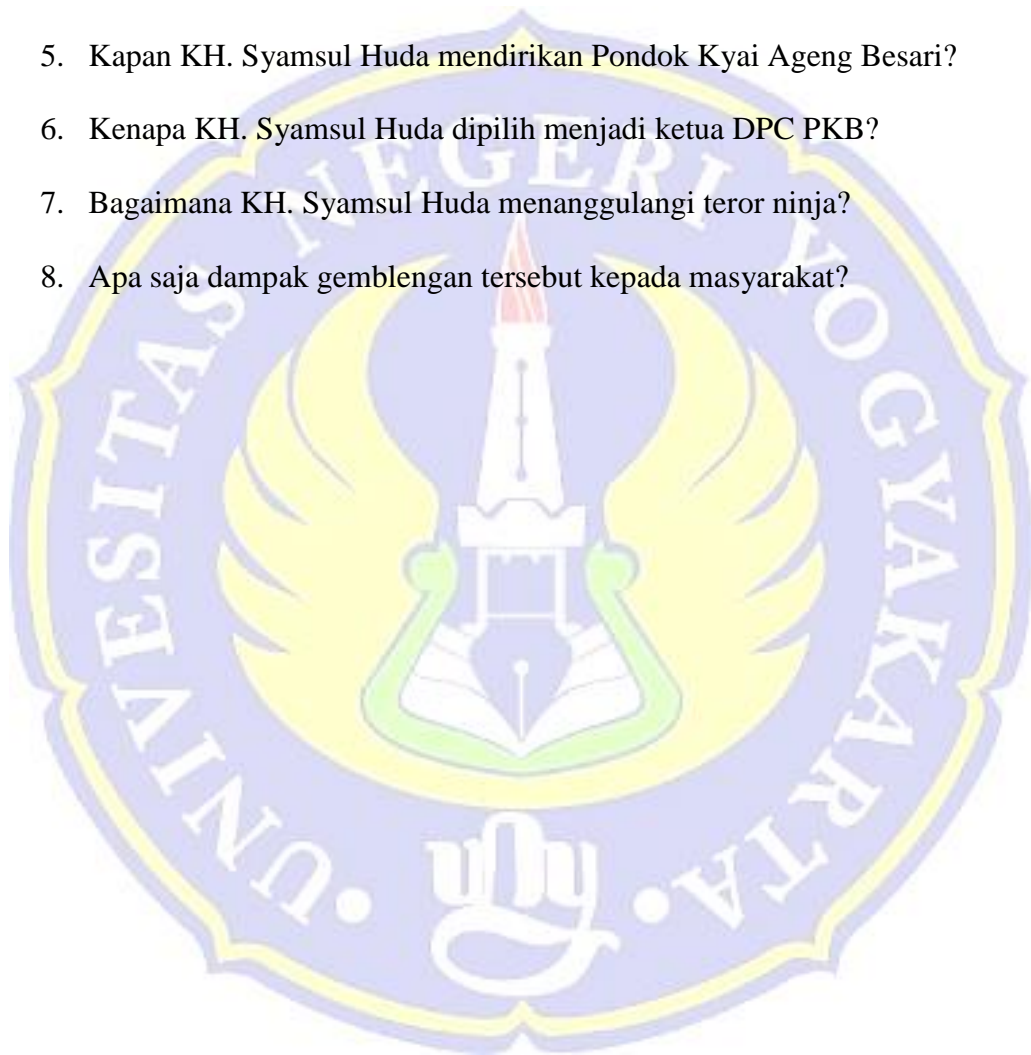 5. Kapan KH. Syamsul Huda mendirikan Pondok Kyai Ageng Besari?
6. Kenapa KH. Syamsul Huda dipilih menjadi ketua DPC PKB?
7. Bagaimana KH. Syamsul Huda menanggulangi teror ninja?
8. Apa saja dampak gemblengan tersebut kepada masyarakat?
UNIVESITAS NEGERI YOGYAKARTA
uny